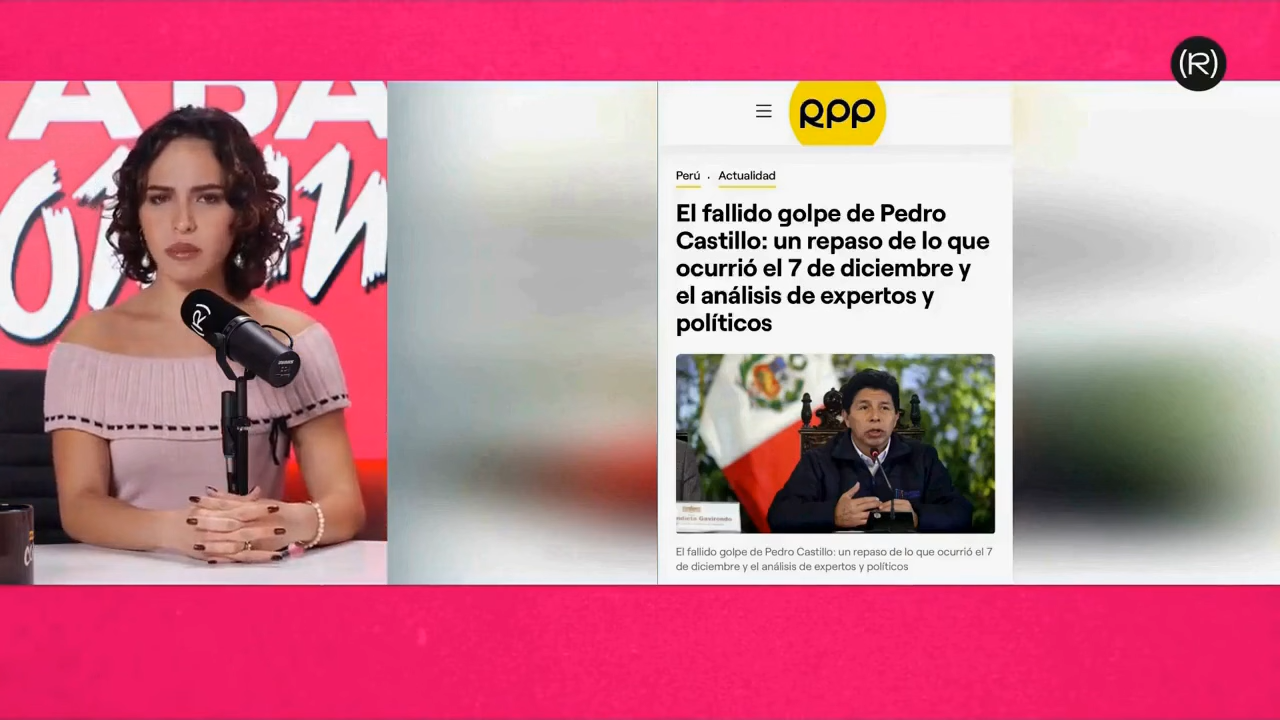 (R)
A BA
RPP
Perú . Actualidad
El fallido golpe de Pedro
Castillo: un repaso de lo que
ocurrió el 7 de diciembre y
el análisis de expertos y
políticos
El fallido golpe de Pedro Castillo: un repaso de lo que ocurrió el 7
de diciembre y el análisis de expertos y políticos
(R)